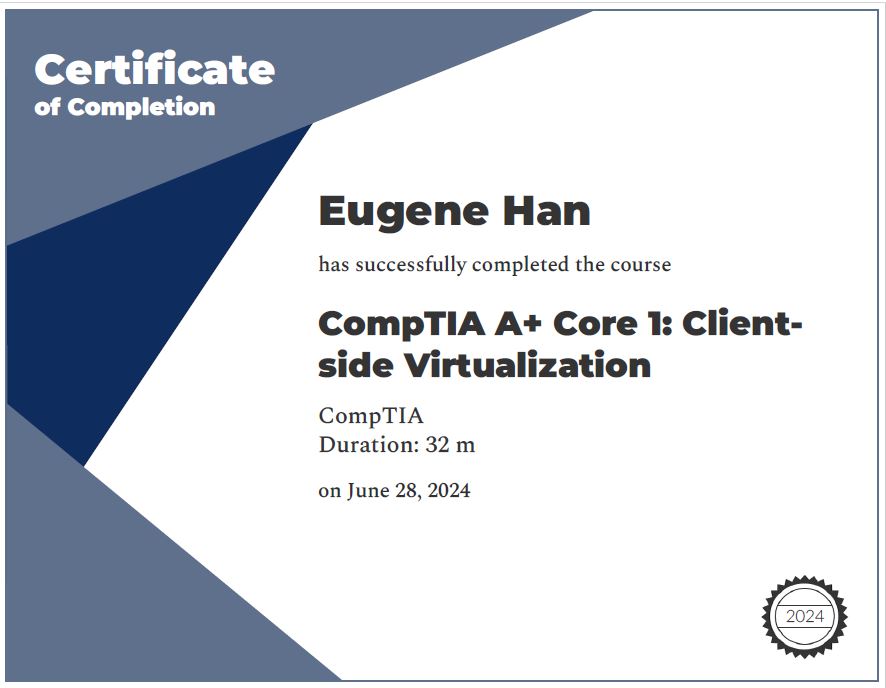 Certificate
of Completion
Eugene Han
has successfully completed the course
CompTIA A+ Core 1: Client-
side Virtualization
CompTIA
Duration: 32 m
on June 28, 2024
2024